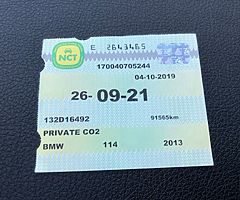 E 2643465
NCT
170040705244
04-10-2019
26- 09-21
132D16492 91565km
PRIVATE CO2
BMW 114 2013